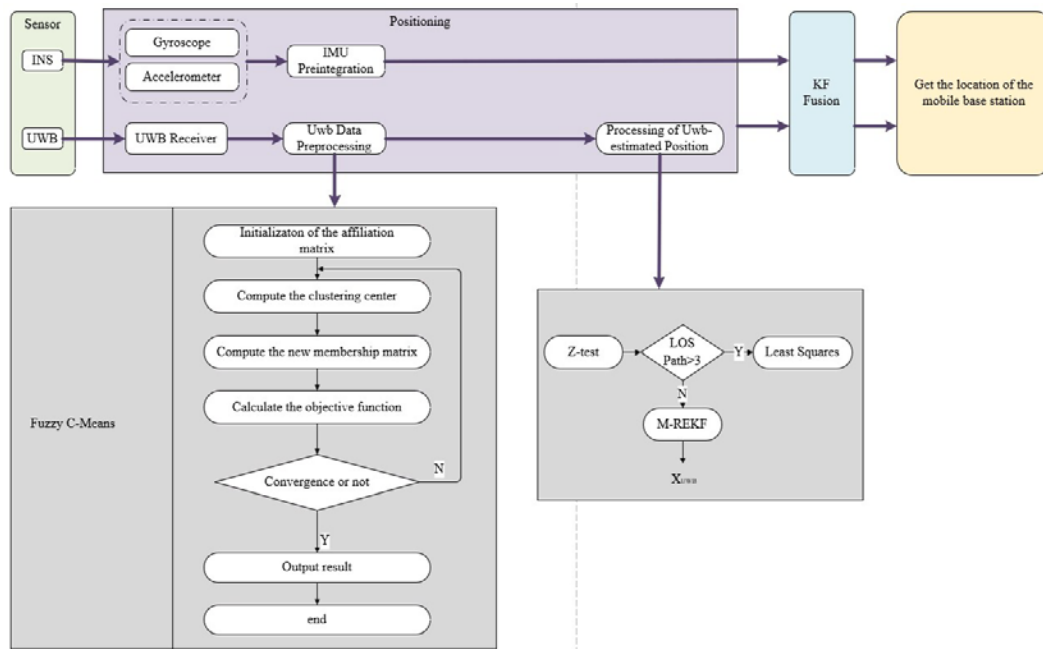 Sensor
Positioning
INS
Gyroscope
Accelerometer
IMU
Preintegration
KF
Fusion
Get the location of the
mobile base station
UWB
UWB Receiver
Uwb Data
Preprocessing
Processing of Uwb-
estimated Position
Fuzzy C-Means
Initializaton of the affiliation
matrix
Compute the clustering center
Compute the new membership matrix
Calculate the objective function
Convergence or not
N
Y
Output result
end
Z-test
LOS
Path>3
Y
Least Squares
N
M-REKF
XUWB